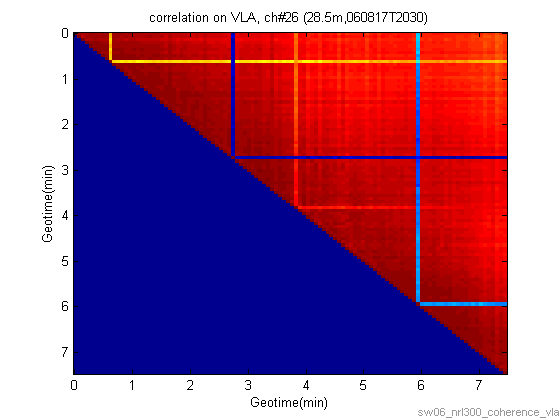 correlation on VLA, ch#26 (28.5m,060817T2030)
0
1
2
3
4
5
6
7
Geotime(min)
0 1 2 3 4 5 6 7
Geotime(min)
sw06_nrl300_coherence_vla